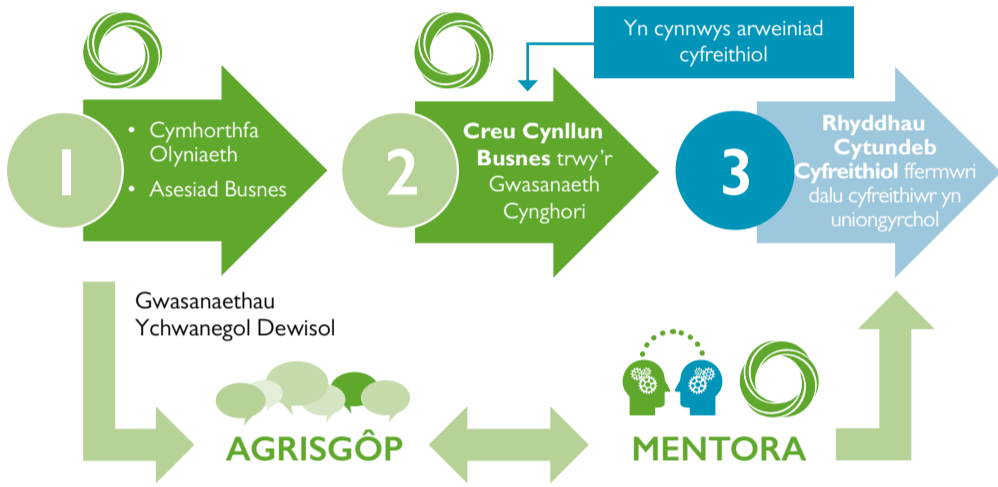 Yn cynnwys arweiniad
cyfreithiol
1
• Cymhorthfa
Olyniaeth
• Asesiad Busnes
2
Creu Cynllun
Busnes trwy'r
Gwasanaeth
Cynghori
3
Rhyddhau
Cytundeb
Cyfreithiol ffermwri
dalu cyfreithiwr yn
uniongyrchol
Gwasanaethau
Ychwanegol Dewisol
AGRISGÔP
MENTORA